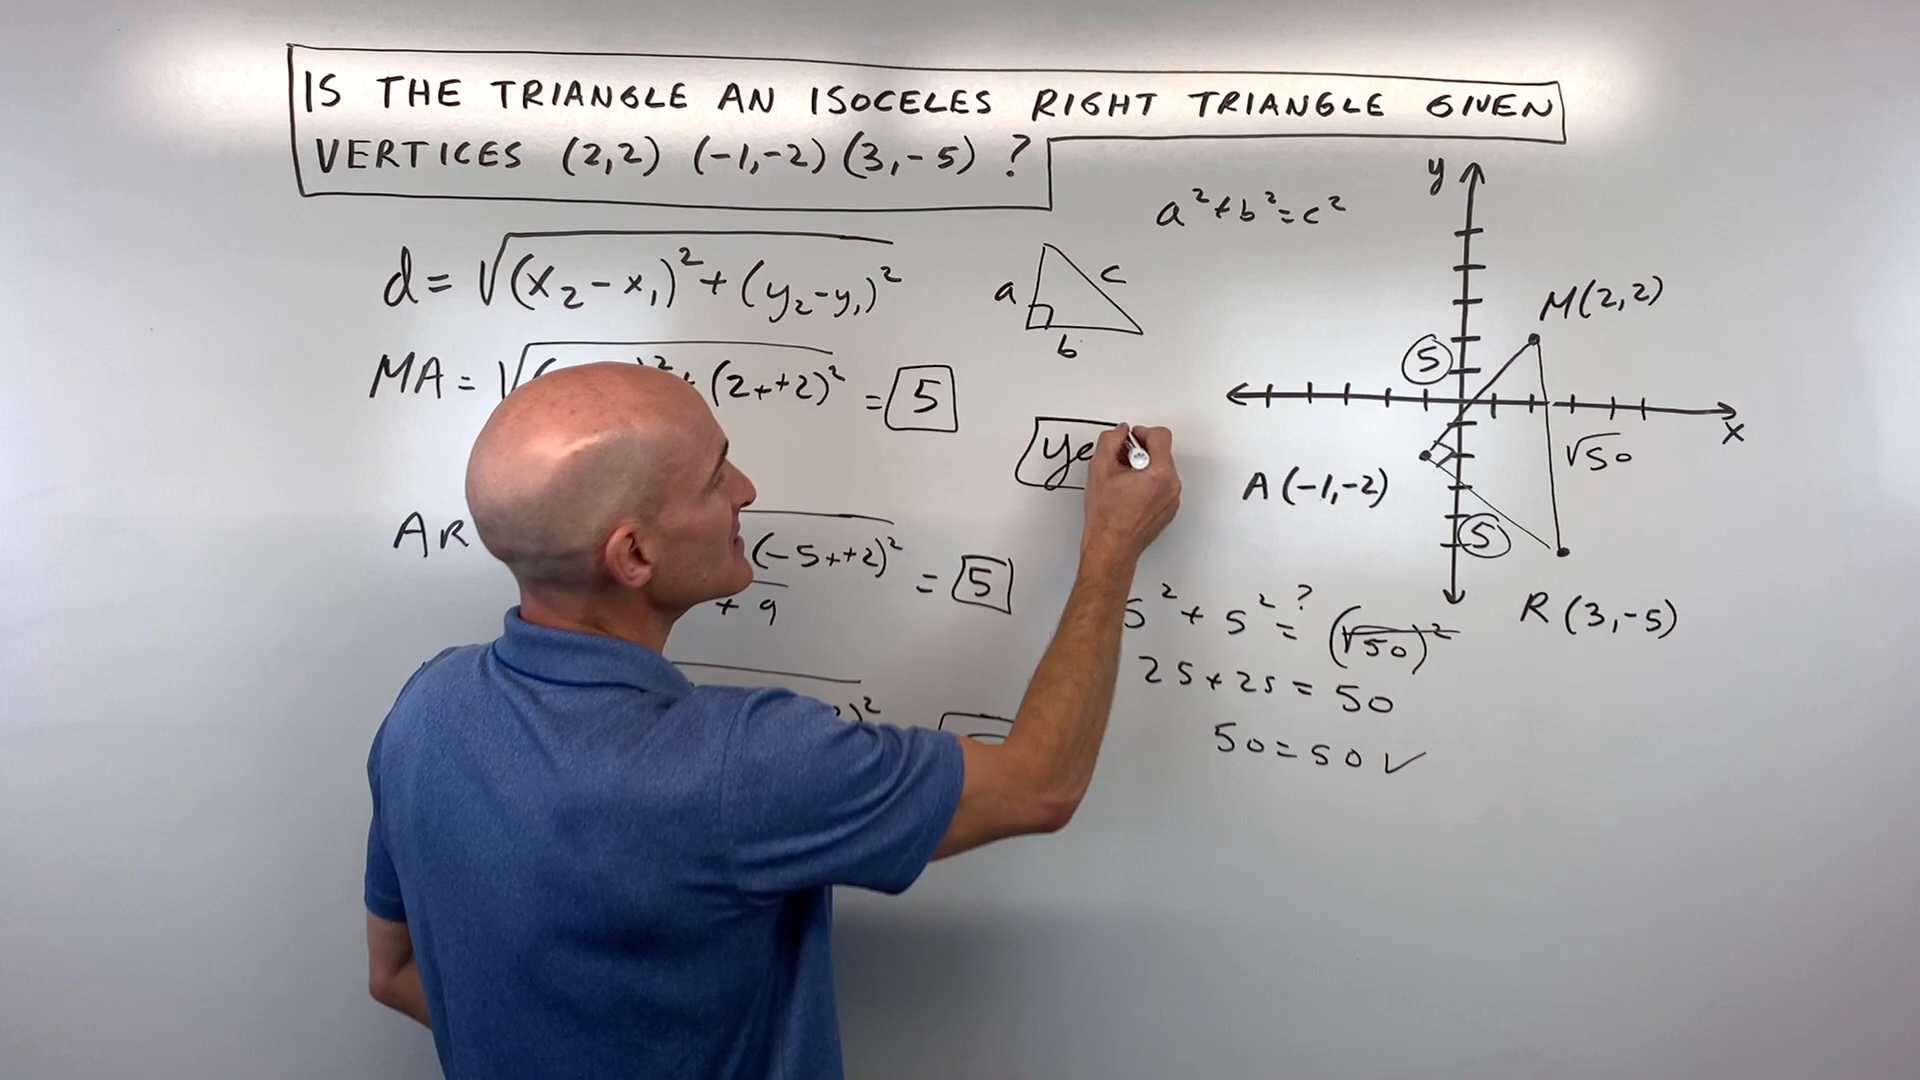 IS THE TRIANGLE AN ISOCELES RIGHT TRIANGLE GIVEN
VERTICES (2,2) (-1,-2) (3,-5) ?
a²+b²=c²
y
d=√(x₂-x₁)²+(y₂-y₁)²
a
c
b
M(2,2)
5
x
MA=√ (2++2)² = 5
√50
A(-1,-2)
5
AR (-5++2)² = 5
+ 9
R(3,-5)
5²+5²≟(√50)²
25+25=50
50=50✓